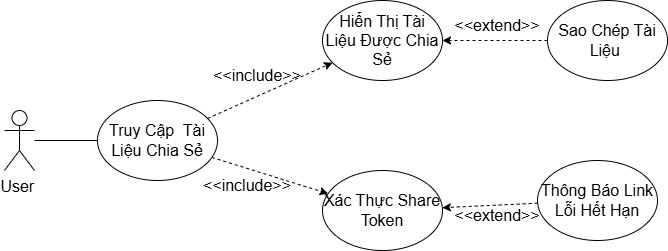 Hiển Thị Tài
Liệu Được Chia
Sẻ
<<extend>>
Sao Chép Tài
Liệu
<<include>>
Truy Cập Tài
Liệu Chia Sẻ
User
<<include>>
Xác Thực Share
Token
<<extend>>
Thông Báo Link
Lỗi Hết Hạn